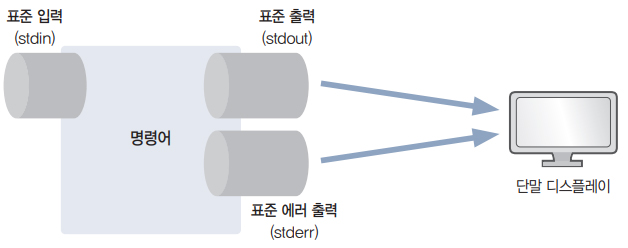 표준 입력
(stdin)
표준 출력
(stdout)
명령어
단말 디스플레이
표준 에러 출력
(stderr)